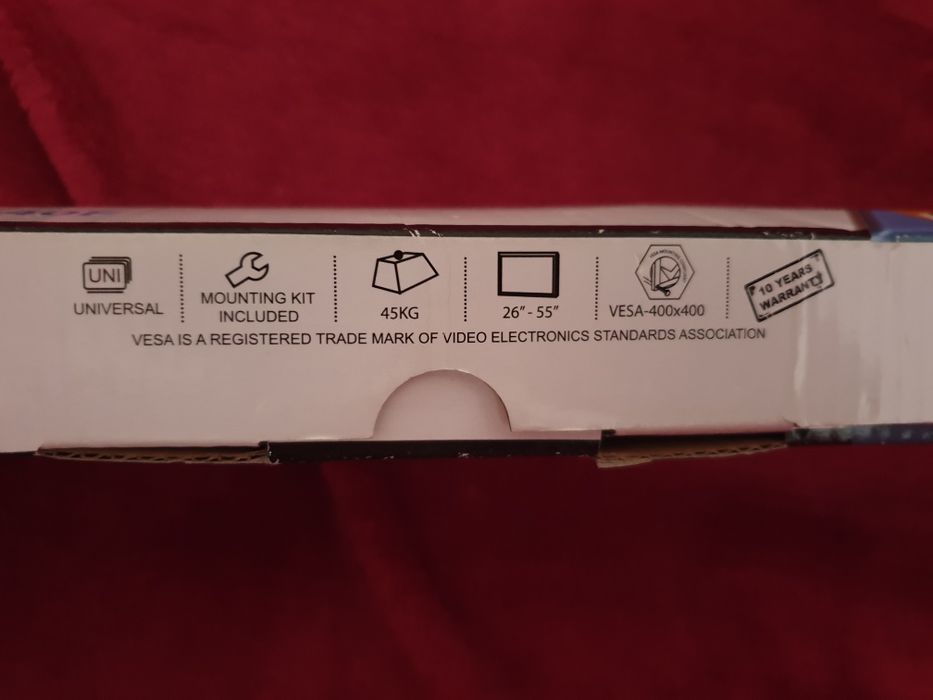 UNI
UNIVERSAL
MOUNTING KIT
INCLUDED
45KG
26" - 55"
VESA-400x400
10 YEARS
WARRANTY
VESA IS A REGISTERED TRADE MARK OF VIDEO ELECTRONICS STANDARDS ASSOCIATION